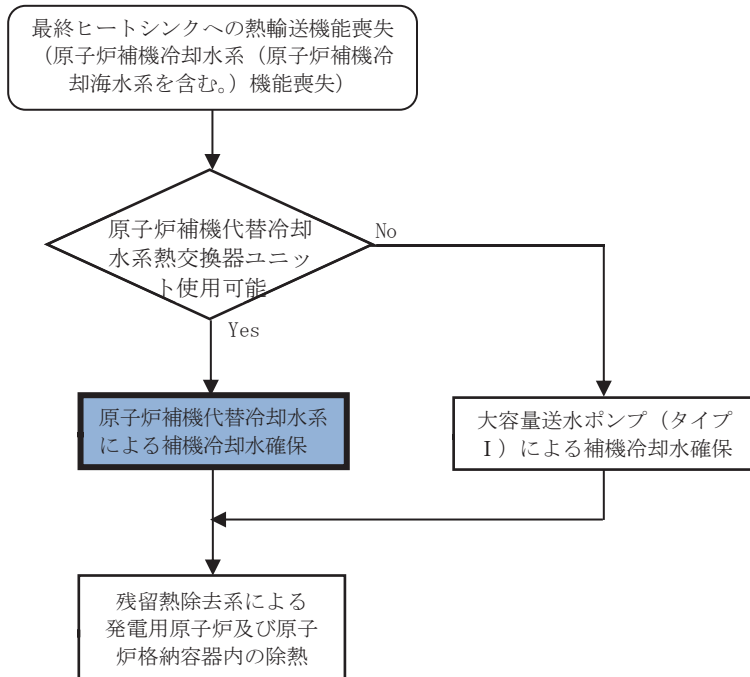 最終ヒートシンクへの熱輸送機能喪失
(原子炉補機冷却水系（原子炉補機冷
却海水系を含む。）機能喪失)
原子炉補機代替冷却
水系熱交換器ユニッ
ト使用可能
No
Yes
原子炉補機代替冷却水系
による補機冷却水確保
大容量送水ポンプ（タイプ
Ⅰ）による補機冷却水確保
残留熱除去系による
発電用原子炉及び原子
炉格納容器内の除熱